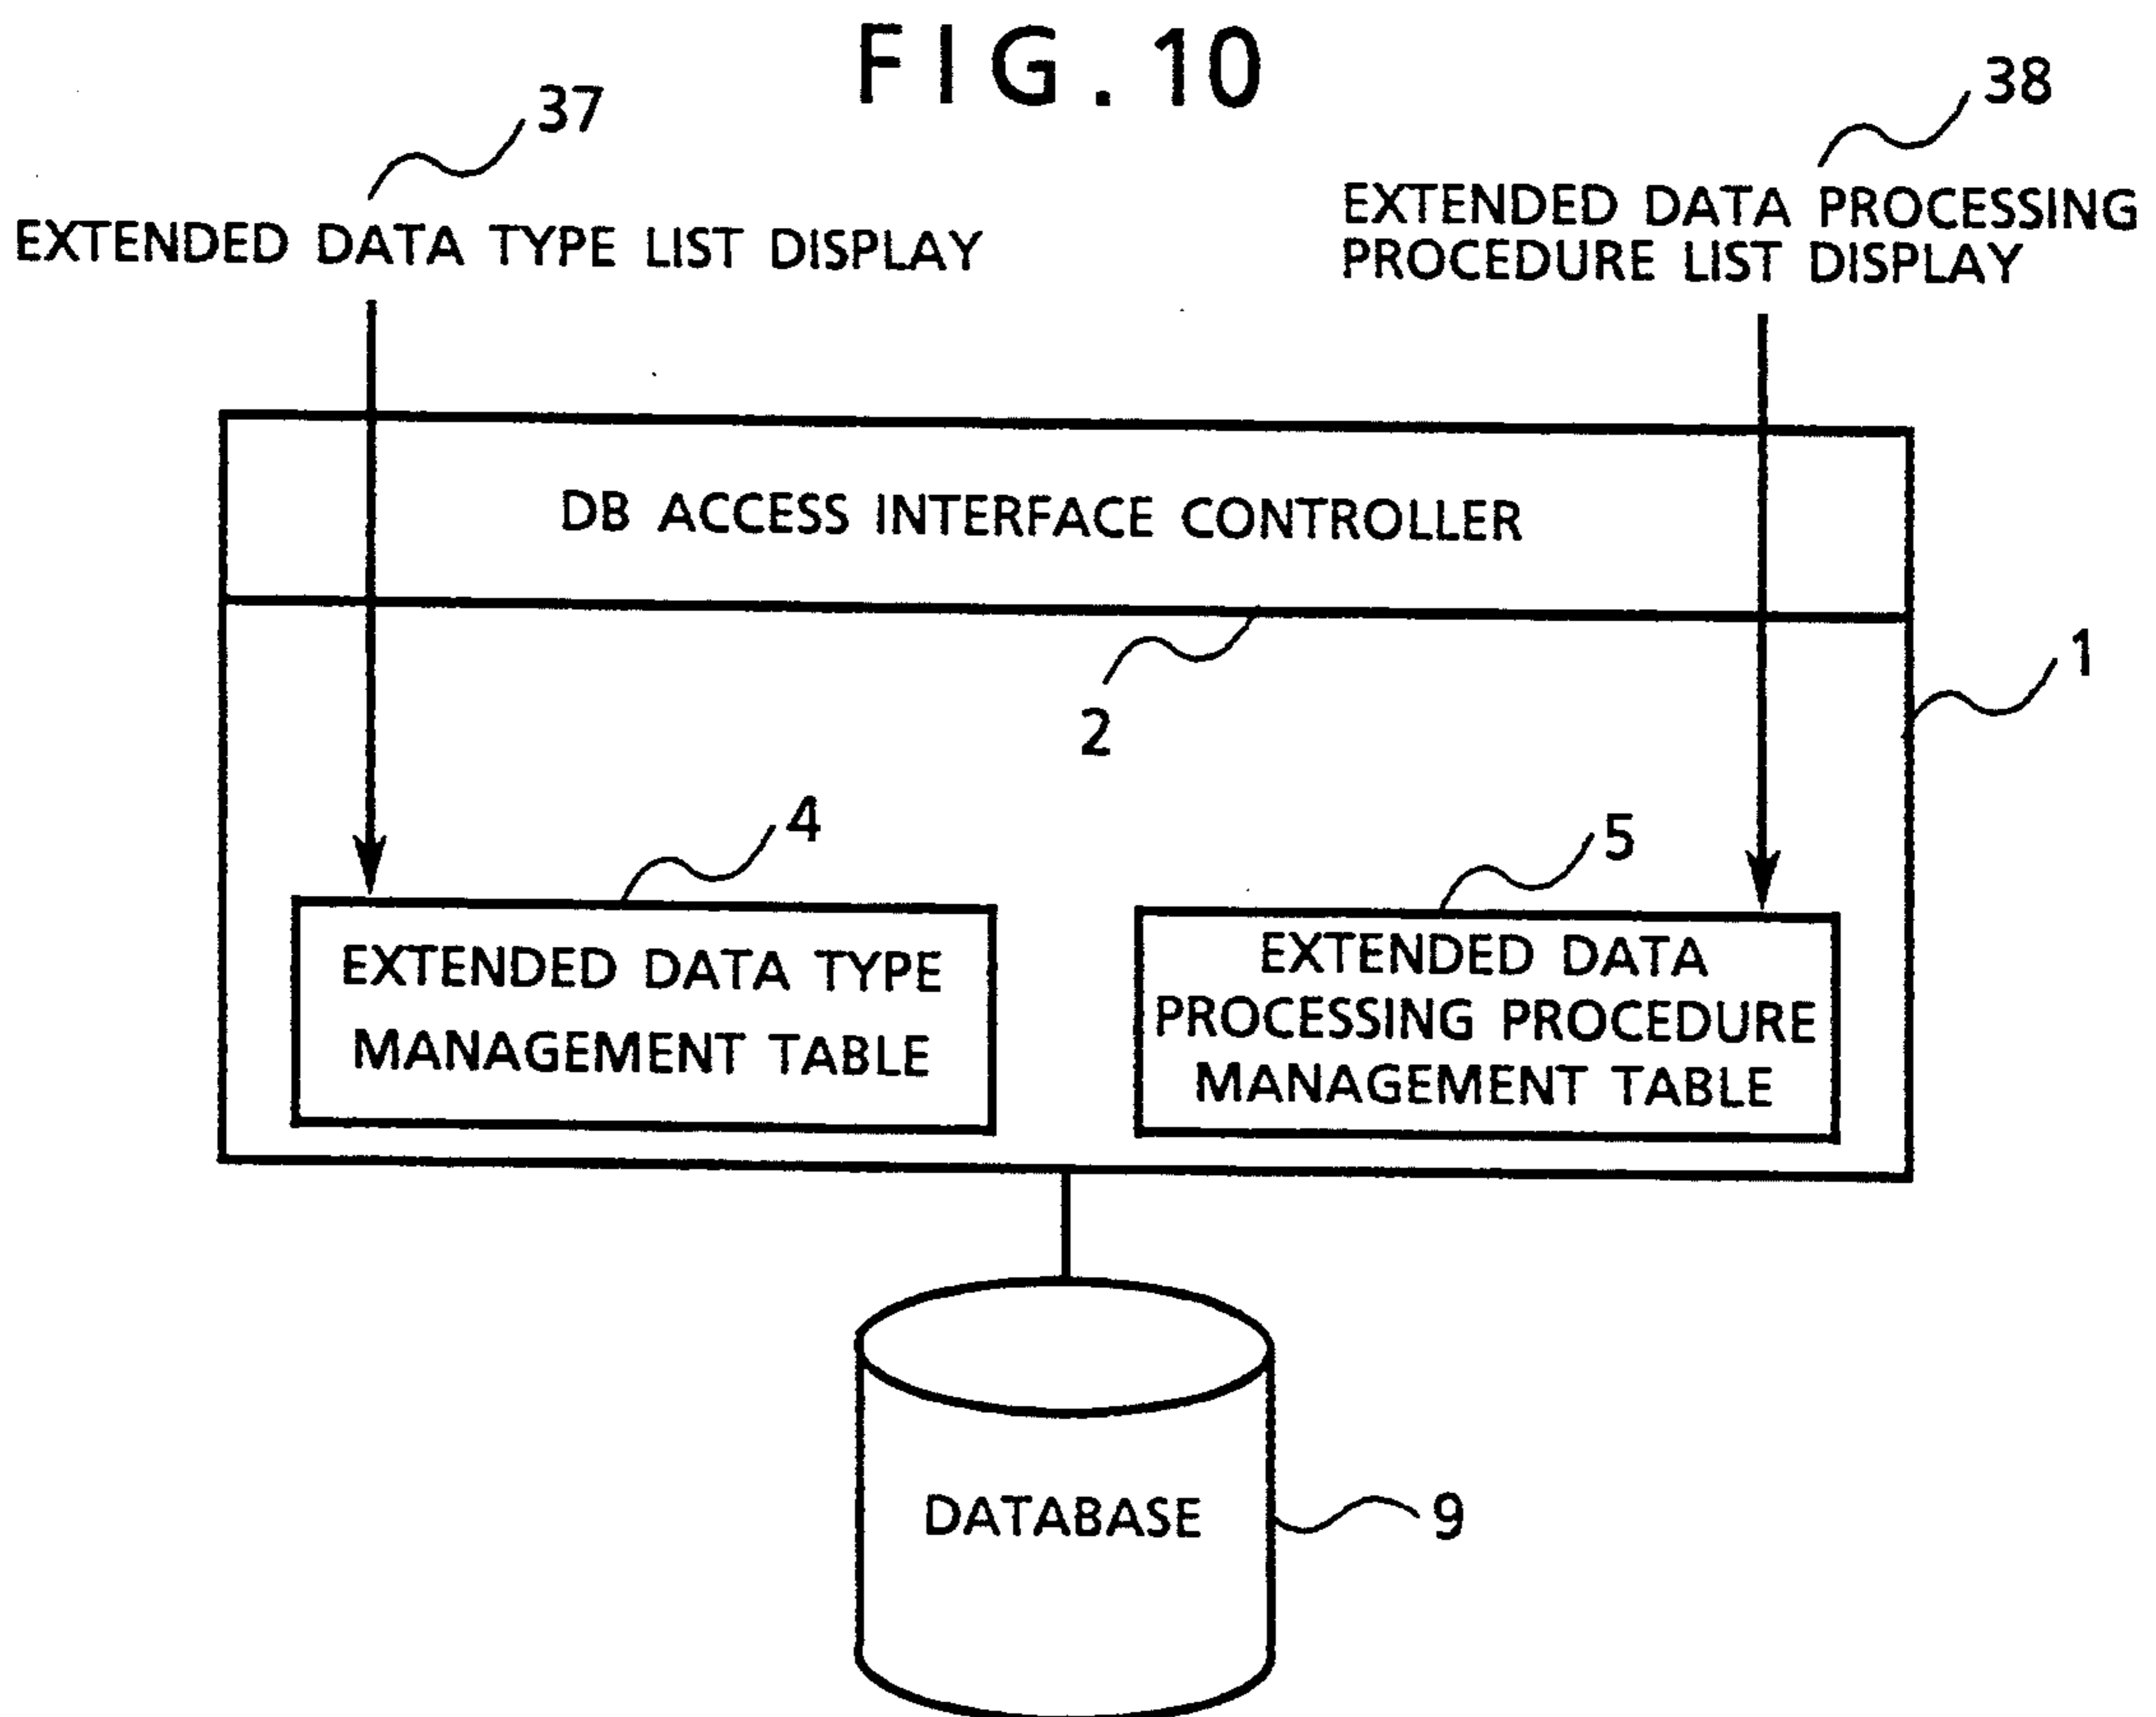 FIG. 10
37
38
EXTENDED DATA TYPE LIST DISPLAY
EXTENDED DATA PROCESSING
PROCEDURE LIST DISPLAY
DB ACCESS INTERFACE CONTROLLER
2
1
4
5
EXTENDED DATA TYPE
MANAGEMENT TABLE
EXTENDED DATA
PROCESSING PROCEDURE
MANAGEMENT TABLE
DATABASE
9